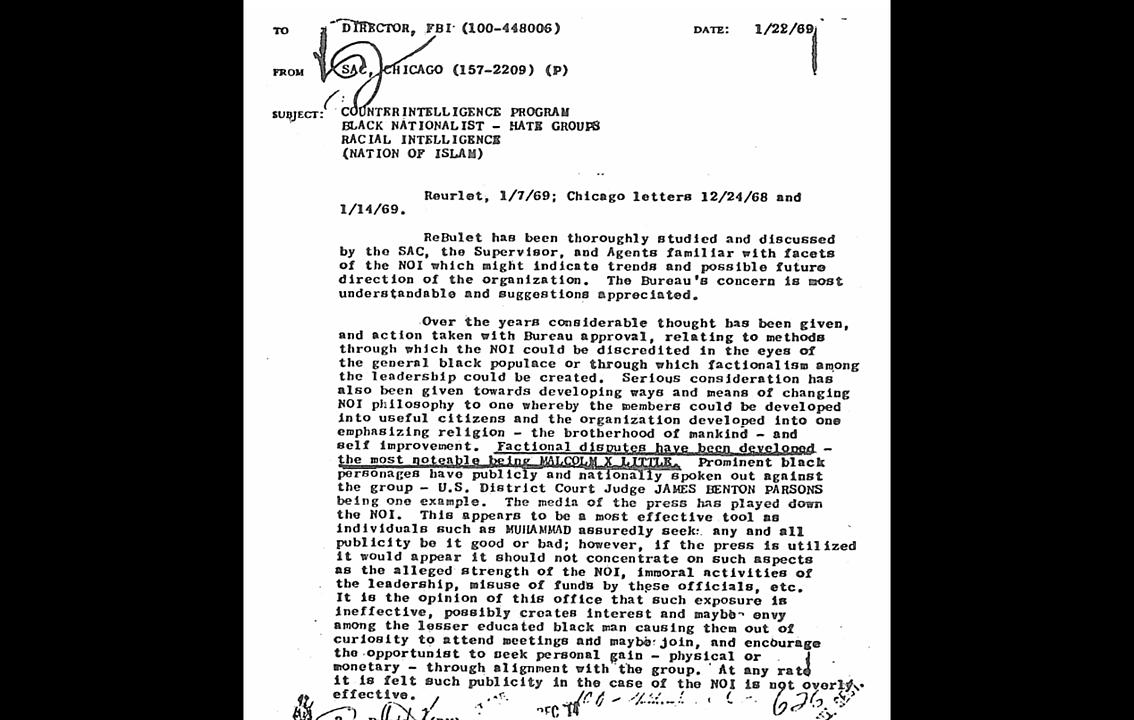 TO DIRECTOR, FBI (100-448006) DATE: 1/22/69
FROM SAC, CHICAGO (157-2209) (P)
SUBJECT: COUNTERINTELLIGENCE PROGRAM
BLACK NATIONALIST - HATE GROUPS
RACIAL INTELLIGENCE
(NATION OF ISLAM)
Reurlet, 1/7/69; Chicago letters 12/24/68 and
1/14/69.
ReBulet has been thoroughly studied and discussed
by the SAC, the Supervisor, and Agents familiar with facets
of the NOI which might indicate trends and possible future
direction of the organization. The Bureau's concern is most
understandable and suggestions appreciated.
Over the years considerable thought has been given,
and action taken with Bureau approval, relating to methods
through which the NOI could be discredited in the eyes of
the general black populace or through which factionalism among
the leadership could be created. Serious consideration has
also been given towards developing ways and means of changing
NOI philosophy to one whereby the members could be developed
into useful citizens and the organization developed into one
emphasizing religion - the brotherhood of mankind - and
self improvement. Factional disputes have been developed -
the most noteable being MALCOLM X LITTLE. Prominent black
personages have publicly and nationally spoken out against
the group - U.S. District Court Judge JAMES BENTON PARSONS
being one example. The media of the press has played down
the NOI. This appears to be a most effective tool as
individuals such as MUHAMMAD assuredly seek any and all
publicity be it good or bad; however, if the press is utilized
it would appear it should not concentrate on such aspects
as the alleged strength of the NOI, immoral activities of
the leadership, misuse of funds by these officials, etc.
It is the opinion of this office that such exposure is
ineffective, possibly creates interest and maybe envy
among the lesser educated black man causing them out of
curiosity to attend meetings and maybe join, and encourage
the opportunist to seek personal gain - physical or
monetary - through alignment with the group. At any rate
it is felt such publicity in the case of the NOI is not overly
effective.